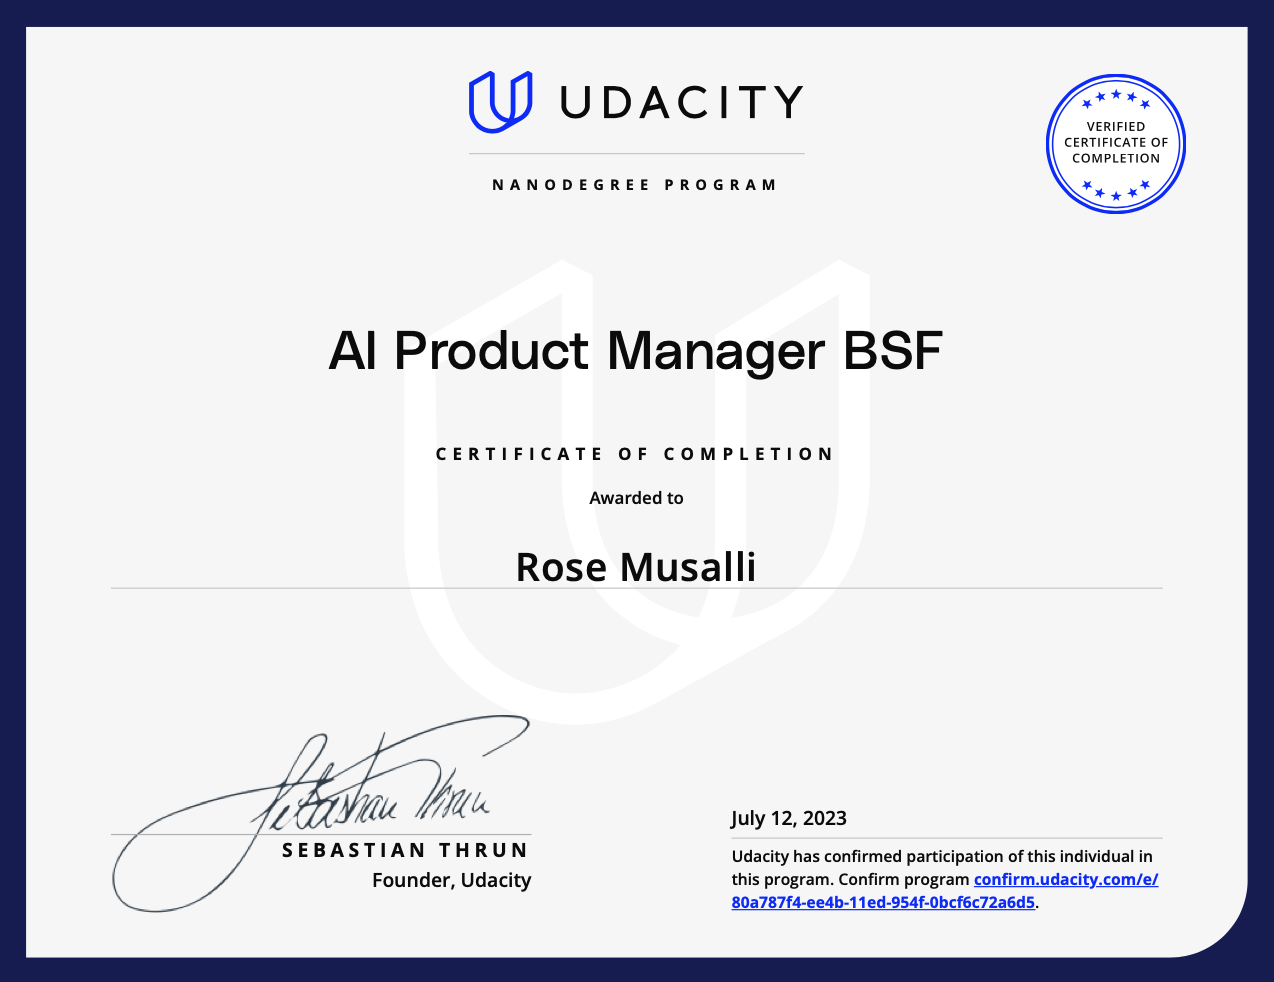 UDACITY
VERIFIED
CERTIFICATE OF
COMPLETION
NANODEGREE PROGRAM
AI Product Manager BSF
CERTIFICATE OF COMPLETION
Awarded to
Rose Musalli
Sebastian Thrun
SEBASTIAN THRUN
Founder, Udacity
July 12, 2023
Udacity has confirmed participation of this individual in
this program. Confirm program confirm.udacity.com/e/
80a787f4-ee4b-11ed-954f-0bcf6c72a6d5.